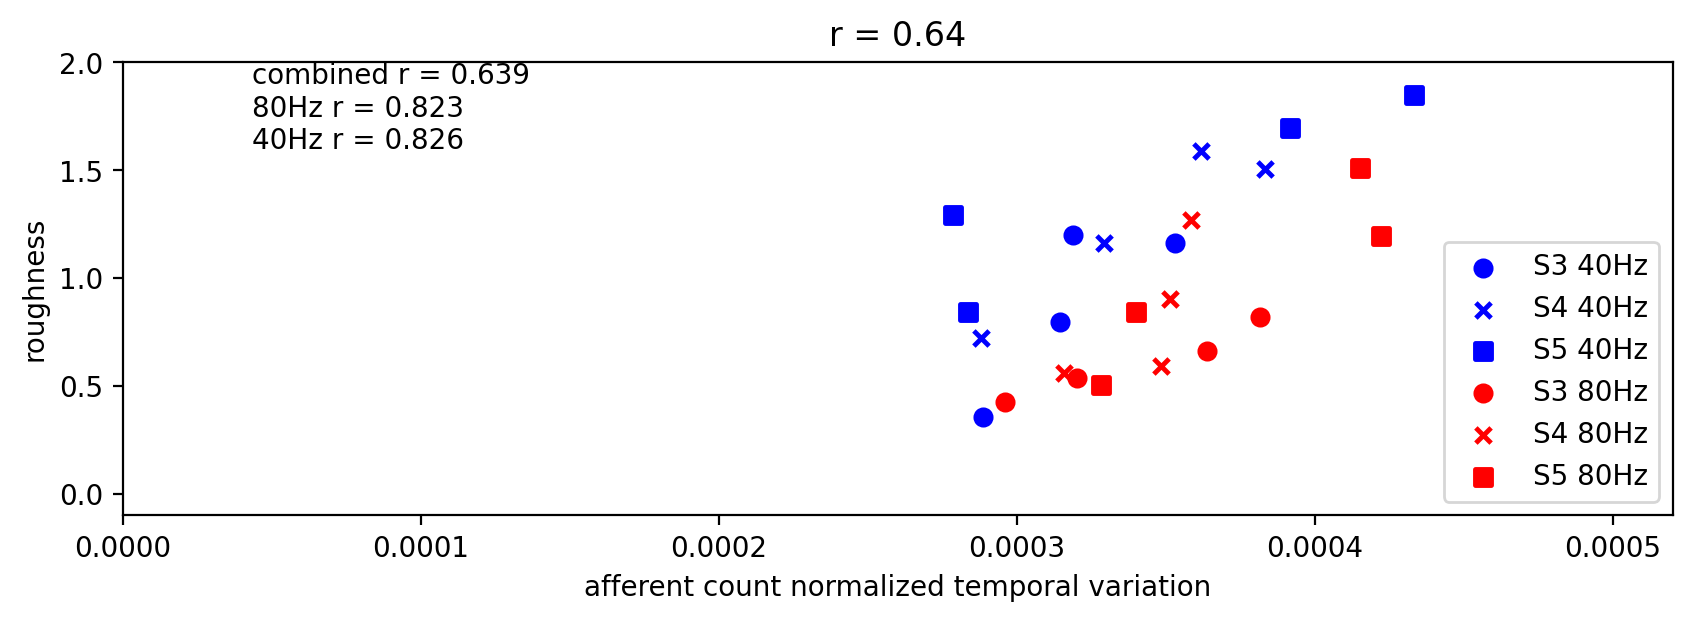 r = 0.64
combined r = 0.639
80Hz r = 0.823
40Hz r = 0.826
2.0
1.5
1.0
0.5
0.0
roughness
S3 40Hz
S4 40Hz
S5 40Hz
S3 80Hz
S4 80Hz
S5 80Hz
0.0000 0.0001 0.0002 0.0003 0.0004 0.0005
afferent count normalized temporal variation